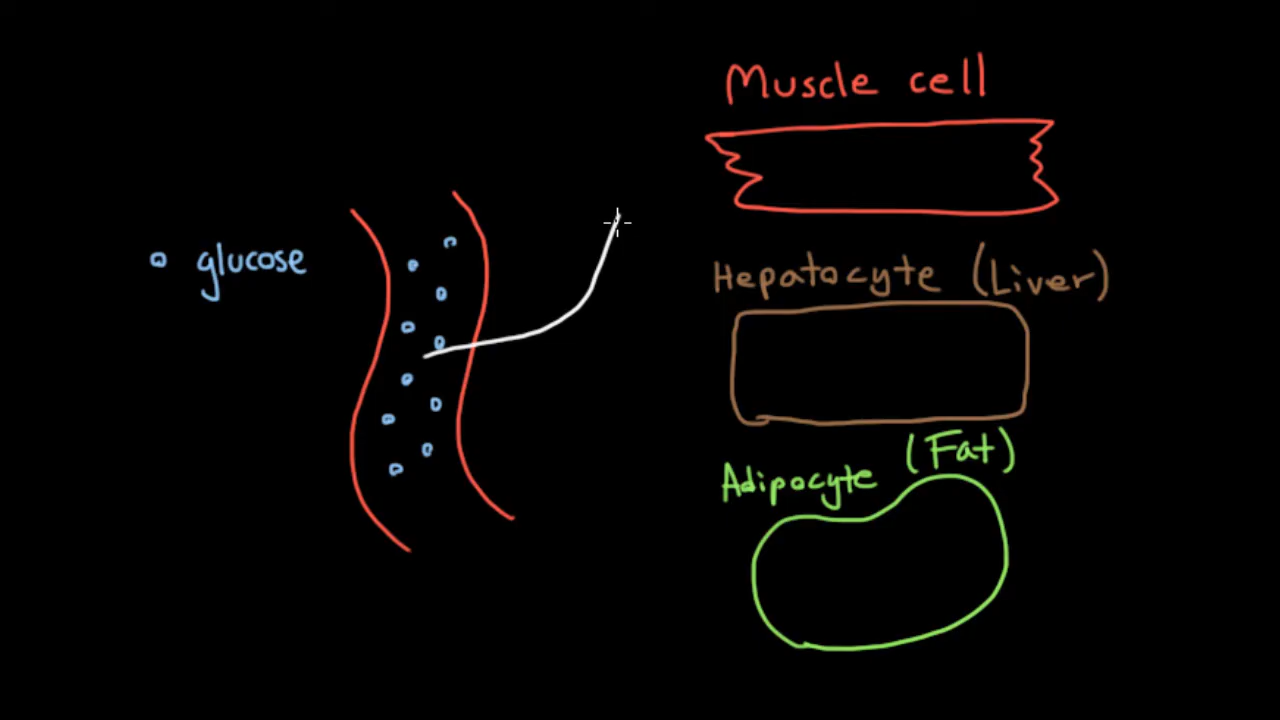 Muscle cell
glucose
Hepatocyte (Liver)
Adipocyte (Fat)